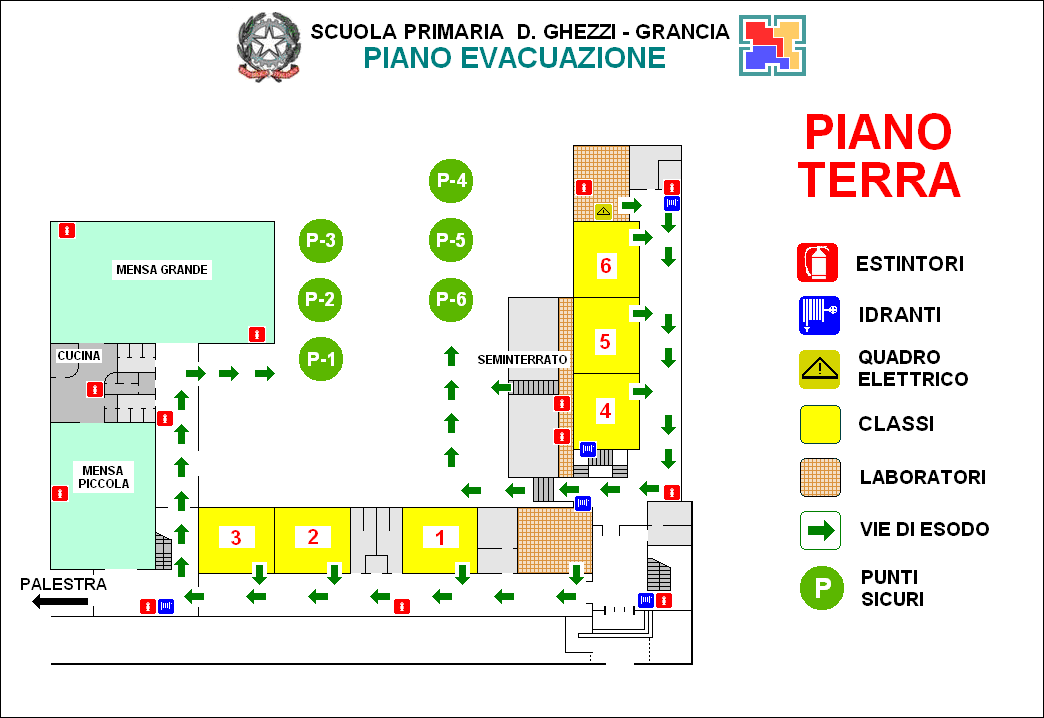 SCUOLA PRIMARIA D. GHEZZI - GRANCIA
PIANO EVACUAZIONE
PIANO
TERRA
P-4
P-3
P-5
MENSA GRANDE
6
P-2
P-6
5
CUCINA
P-1
SEMINTERRATO
4
MENSA
PICCOLA
3
2
1
PALESTRA
ESTINTORI
IDRANTI
QUADRO
ELETTRICO
CLASSI
LABORATORI
VIE DI ESODO
P
PUNTI
SICURI